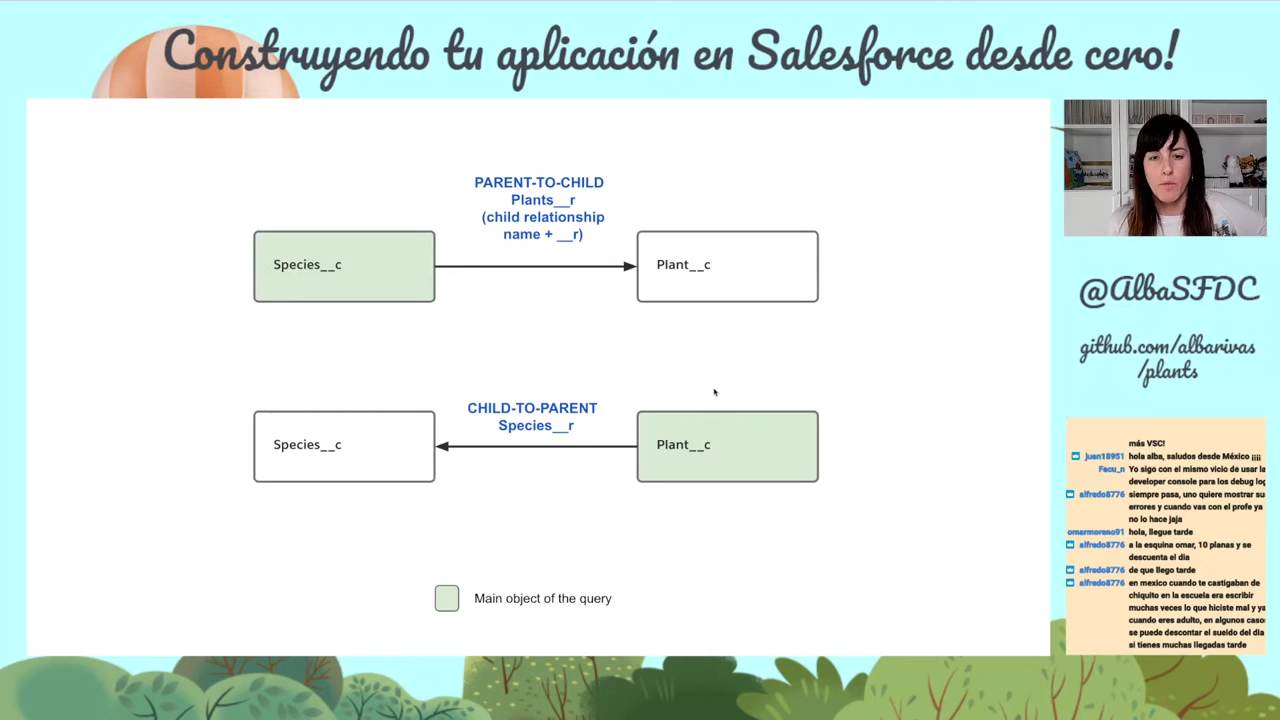 Construyendo tu aplicación en Salesforce desde cero!
PARENT-TO-CHILD
Plants__r
(child relationship
name + __r)
Species__c
Plant__c
CHILD-TO-PARENT
Species__r
Species__c
Plant__c
Main object of the query
@AlbaSFDC
github.com/albarivas
/plants
más VSC!
juan18951 hola alba, saludos desde México ¡¡¡¡
Facu_n Yo sigo con el mismo vicio de usar la
developer console para los debug log
alfredo8776 siempre pasa, uno quiere mostrar su
errores y cuando vas con el profe ya
no lo hace jaja
omarmoreno91 hola, llegue tarde
alfredo8776 a la esquina omar, 10 planas y se
descuenta el dia
alfredo8776 de que llego tarde
alfredo8776 en mexico cuando te castigaban de
chiquito en la escuela era escribir
muchas veces lo que hiciste mal y ya
cuando eres adulto, en algunos caso
se puede descontar el sueldo del dia
si tienes muchas llegadas tarde